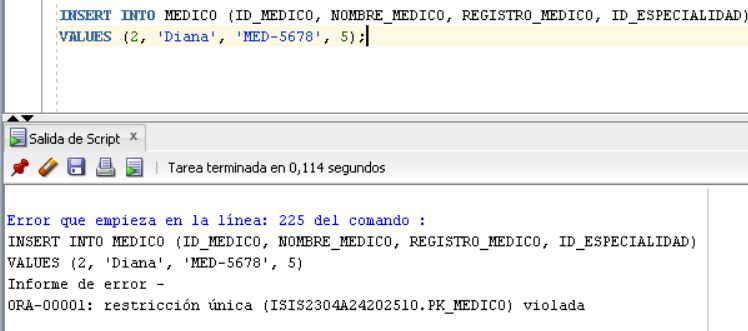 INSERT INTO MEDICO (ID_MEDICO, NOMBRE_MEDICO, REGISTRO_MEDICO, ID_ESPECIALIDAD)
VALUES (2, 'Diana', 'MED-5678', 5);
Salida de Script x
Tarea terminada en 0,114 segundos
Error que empieza en la línea: 225 del comando :
INSERT INTO MEDICO (ID_MEDICO, NOMBRE_MEDICO, REGISTRO_MEDICO, ID_ESPECIALIDAD)
VALUES (2, 'Diana', 'MED-5678', 5)
Informe de error -
ORA-00001: restricción única (ISIS2304A24202510.PK_MEDICO) violada